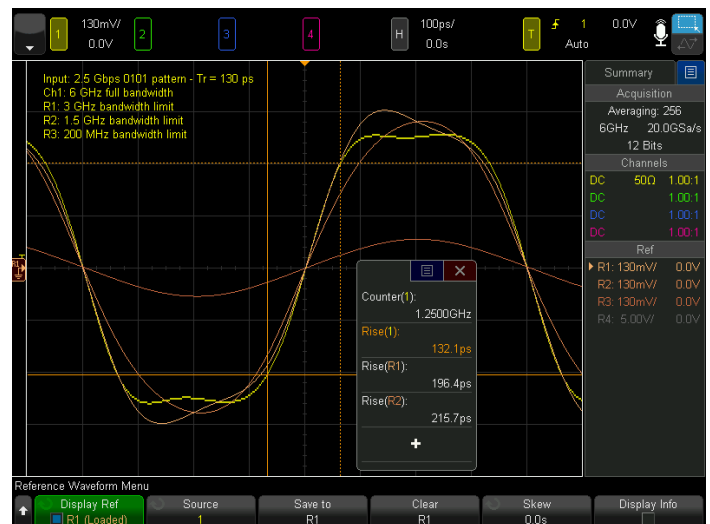 1 130mV/ 2 3 4 H 100ps/ T 1 0.0V
0.0V 0.0s Auto
Input: 2.5 Gbps 0101 pattern - Tr = 130 ps
Ch1: 6 GHz full bandwidth
R1: 3 GHz bandwidth limit
R2: 1.5 GHz bandwidth limit
R3: 200 MHz bandwidth limit
T
R1
Summary
Acquisition
Averaging: 256
6GHz 20.0GSa/s
12 Bits
Channels
DC 50Ω 1.00:1
DC 1.00:1
DC 1.00:1
DC 1.00:1
Ref
R1: 130mV/ 0.0V
R2: 130mV/ 0.0V
R3: 130mV/ 0.0V
R4: 5.00V/ 0.0V
Counter(1):
1.2500GHz
Rise(1):
132.1ps
Rise(R1):
196.4ps
Rise(R2):
215.7ps
+
Reference Waveform Menu
Display Ref Source Save to Clear Skew Display Info
R1 (Loaded) 1 R1 R1 0.0s